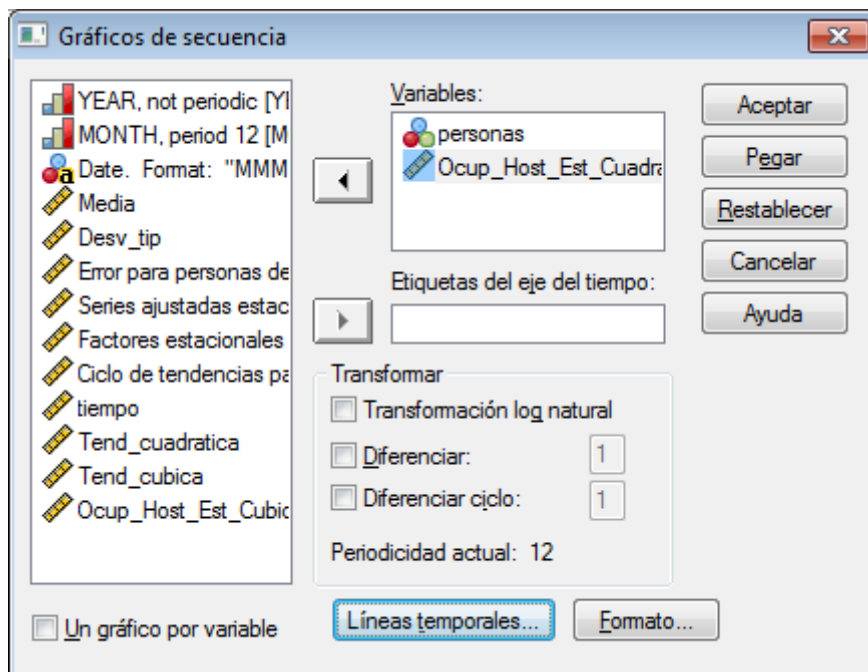 Gráficos de secuencia
YEAR, not periodic [YE
MONTH, period 12 [M
Date. Format: "MMM
Media
Desv_tip
Error para personas de
Series ajustadas estac
Factores estacionales
Ciclo de tendencias pa
tiempo
Tend_cuadratica
Tend_cubica
Ocup_Host_Est_Cubic
Un gráfico por variable
Variables:
personas
Ocup_Host_Est_Cuadra
Etiquetas del eje del tiempo:
Transformar
Transformación log natural
Diferenciar: 1
Diferenciar ciclo: 1
Periodicidad actual: 12
Líneas temporales...
Formato...
Aceptar
Pegar
Restablecer
Cancelar
Ayuda